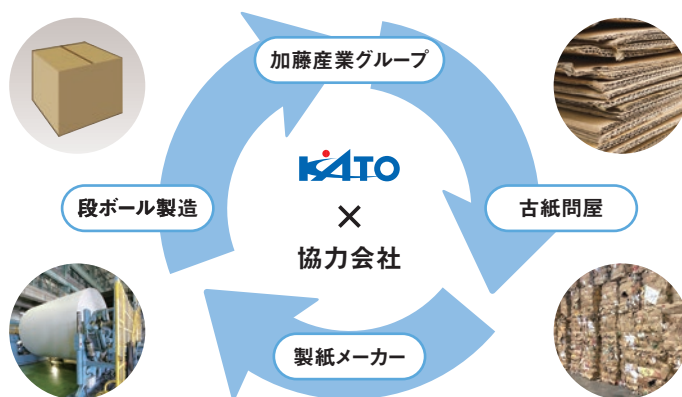 加藤産業グループ
KATO
×
協力会社
段ボール製造
古紙問屋
製紙メーカー